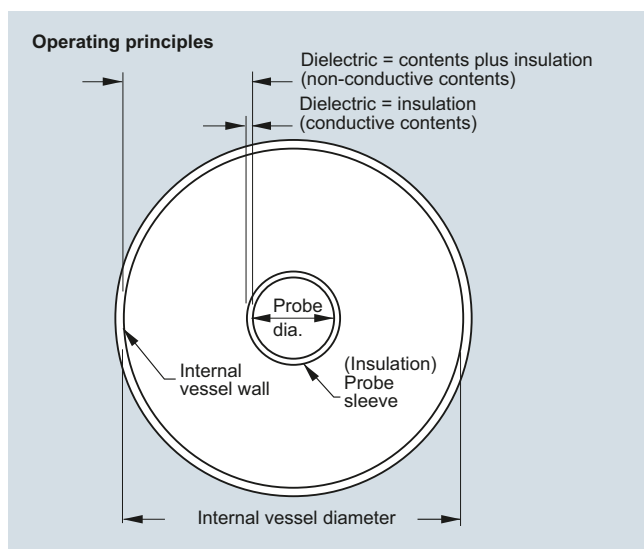 Operating principles
Dielectric = contents plus insulation
(non-conductive contents)
Dielectric = insulation
(conductive contents)
Probe
dia.
(Insulation)
Probe
sleeve
Internal
vessel wall
Internal vessel diameter